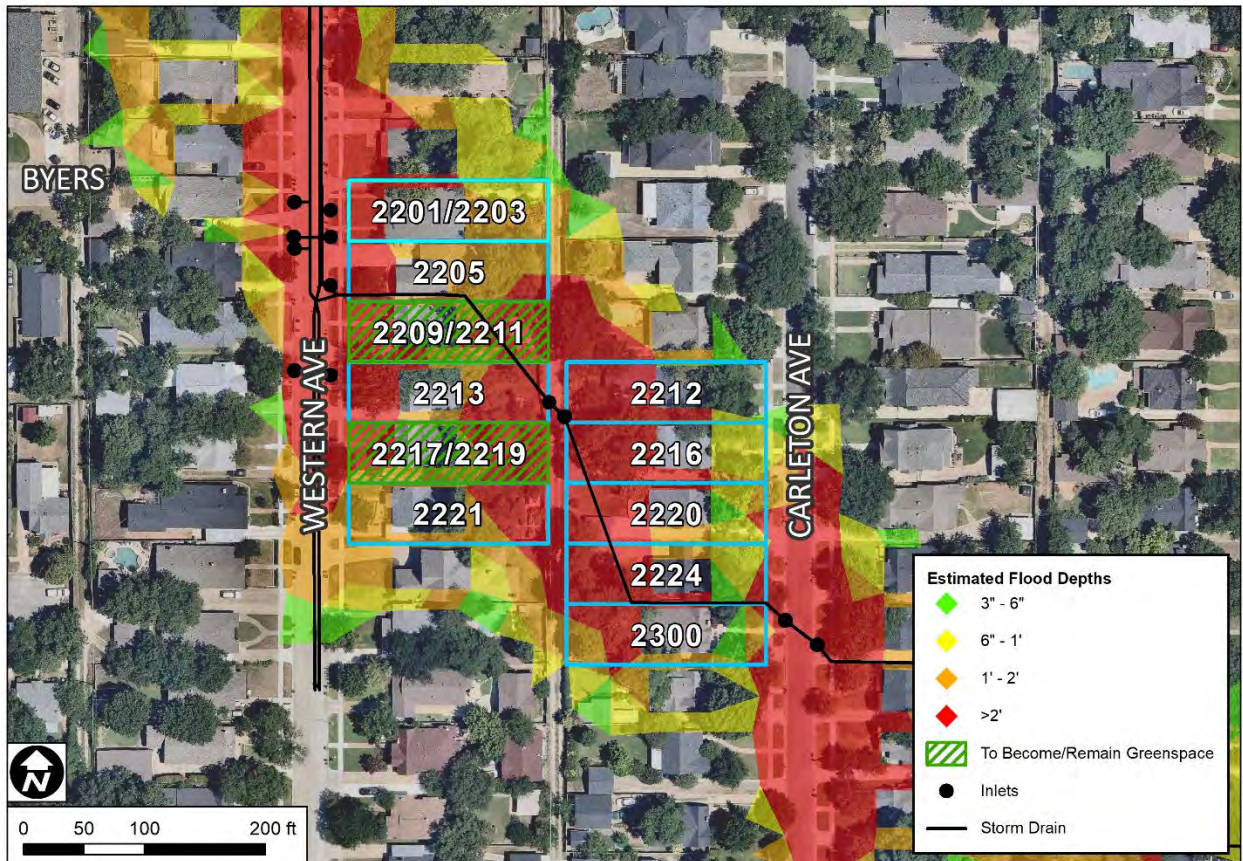 BYERS
2201/2203
2205
2209/2211
2213
2217/2219
2221
WESTERN AVE
2212
2216
2220
2224
2300
CARLETON AVE
Estimated Flood Depths
3" - 6"
6" - 1'
1' - 2'
>2'
To Become/Remain Greenspace
Inlets
Storm Drain
N
0 50 100 200 ft